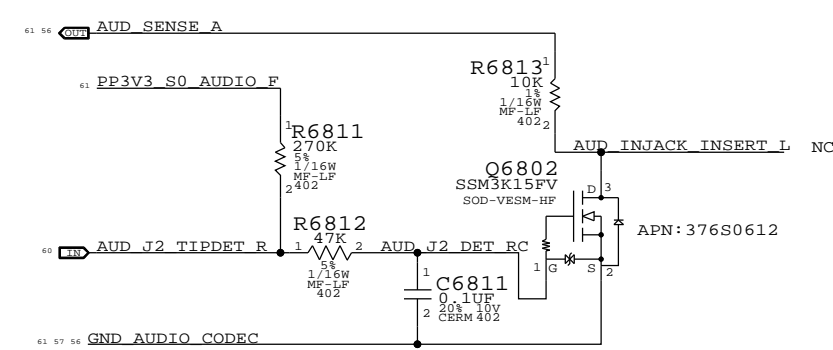 61 56 OUT AUD_SENSE_A
61 PP3V3_S0_AUDIO_F
R6813 1
10K
1%
1/16W
MF-LF
402 2
1 R6811
270K
5%
1/16W
MF-LF
2 402
AUD_INJACK_INSERT_L NC
Q6802
SSM3K15FV
SOD-VESM-HF
D 3
APN:376S0612
1 G S 2
R6812
47K
1 2
5%
1/16W
MF-LF
402
60 IN AUD_J2_TIPDET_R
AUD_J2_DET_RC
1 C6811
0.1UF
20% 10V
2 CERM 402
61 57 56 GND_AUDIO_CODEC